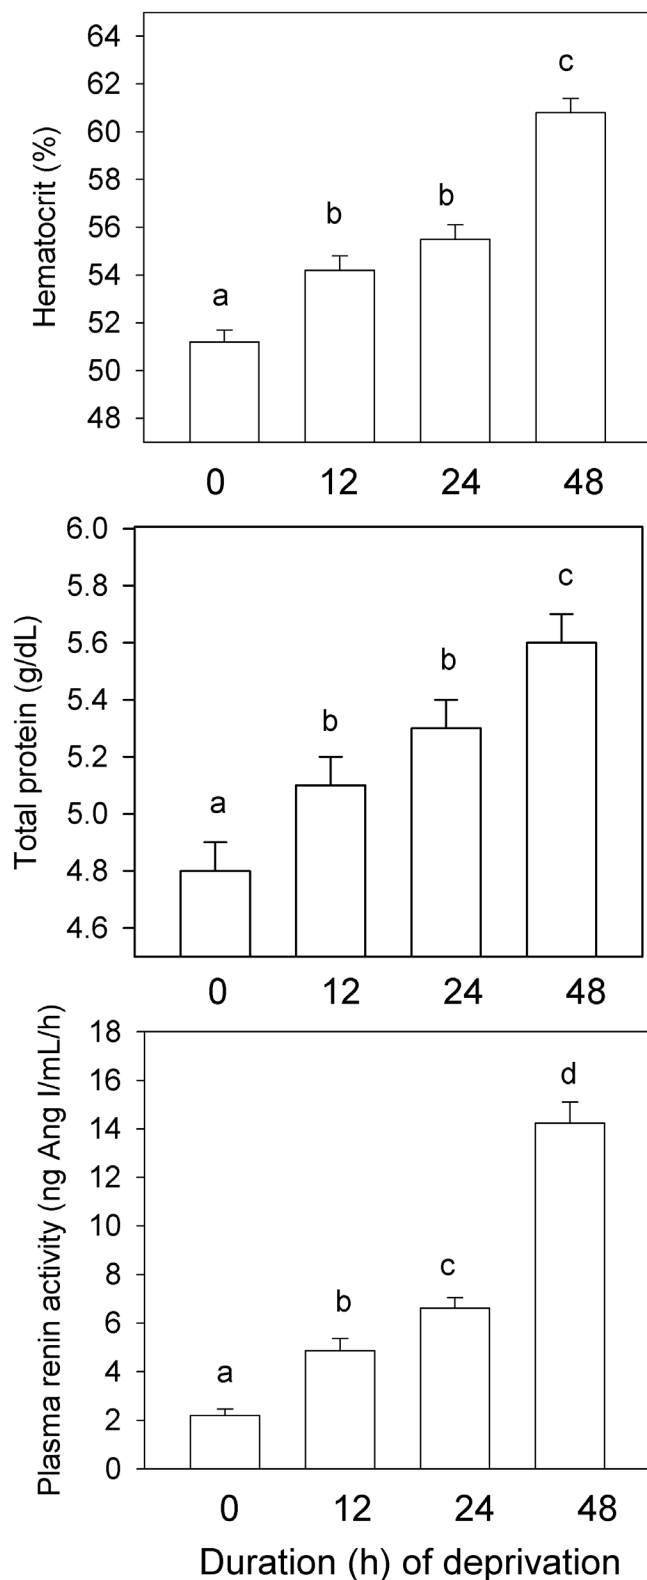 Hematocrit (%)
64
62
60
58
56
54
52
50
48
a
b
b
c
0 12 24 48
Total protein (g/dL)
6.0
5.8
5.6
5.4
5.2
5.0
4.8
4.6
a
b
b
c
0 12 24 48
Plasma renin activity (ng Ang I/mL/h)
18
16
14
12
10
8
6
4
2
0
a
b
c
d
0 12 24 48
Duration (h) of deprivation